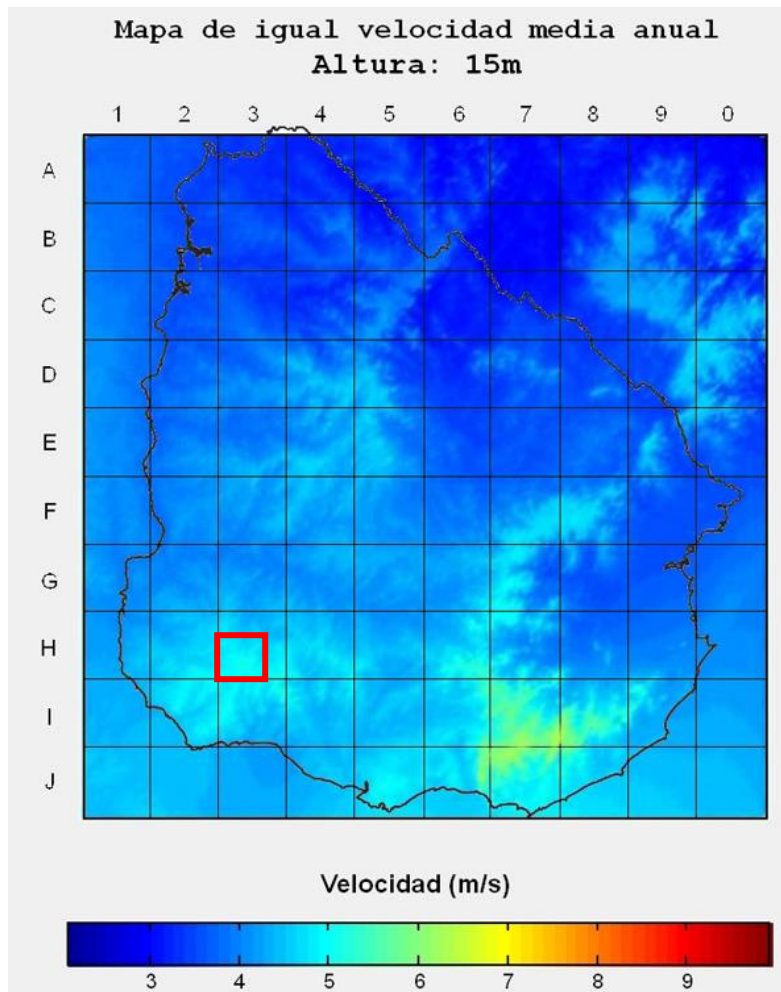 Mapa de igual velocidad media anual
Altura: 15m
1 2 3 4 5 6 7 8 9 0
A
B
C
D
E
F
G
H
I
J
Velocidad (m/s)
3 4 5 6 7 8 9